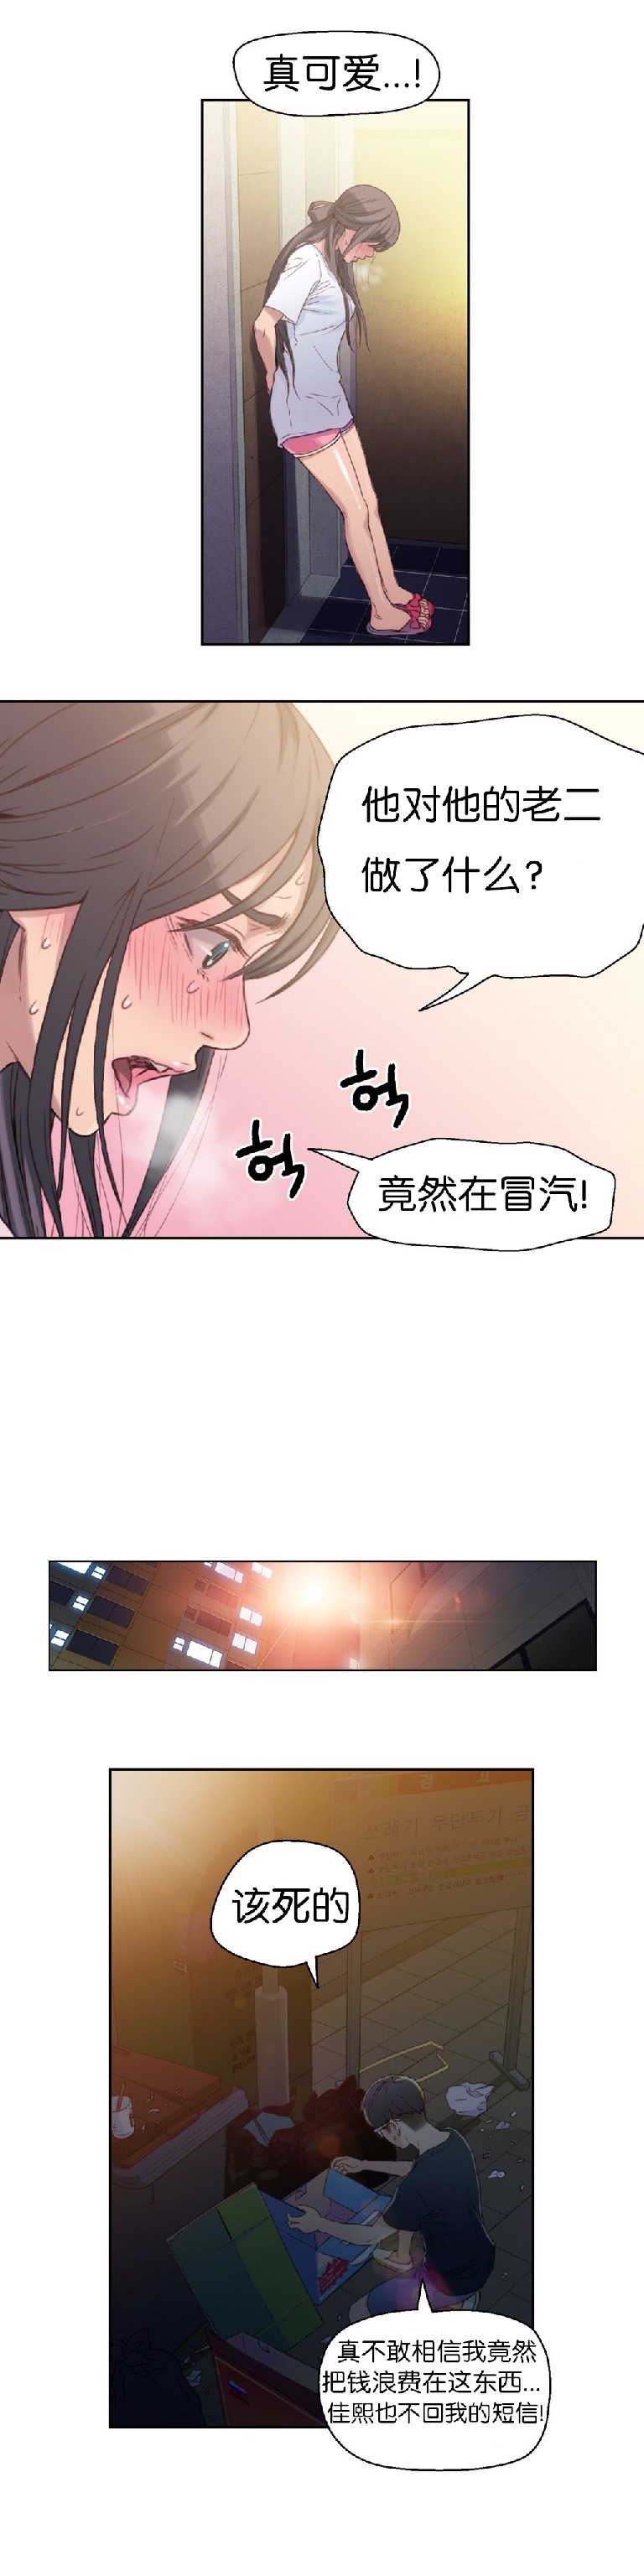 真可爱...!
他对他的老二
做了什么?
헉
헉
竟然在冒汽!
경 고
쓰레기 무단투기 금
该死的
真不敢相信我竟然
把钱浪费在这东西...
佳熙也不回我的短信!